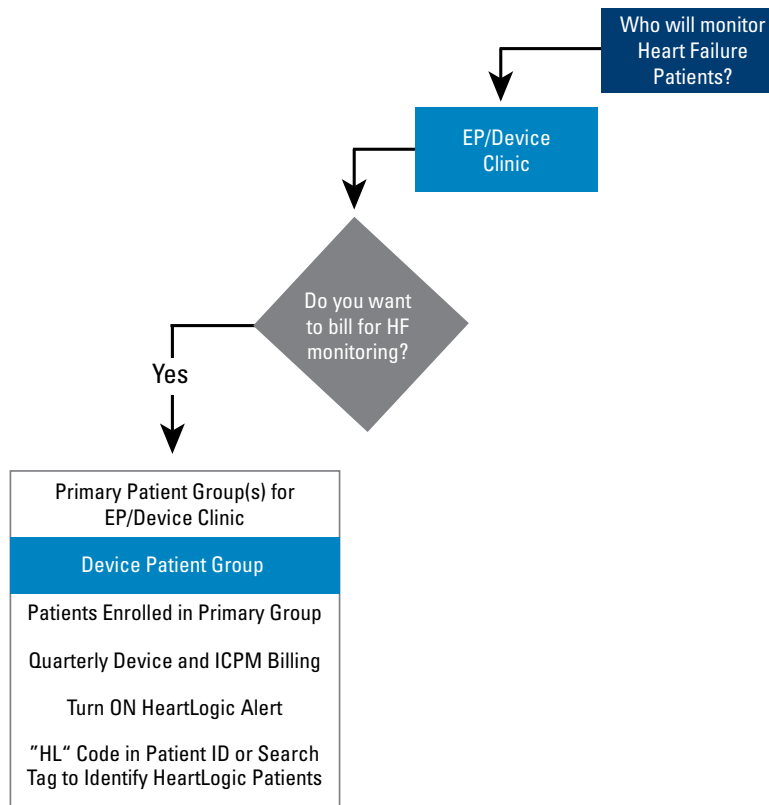 Who will monitor
Heart Failure
Patients?
EP/Device
Clinic
Do you want
to bill for HF
monitoring?
Yes
Primary Patient Group(s) for
EP/Device Clinic
Device Patient Group
Patients Enrolled in Primary Group
Quarterly Device and ICPM Billing
Turn ON HeartLogic Alert
”HL“ Code in Patient ID or Search
Tag to Identify HeartLogic Patients